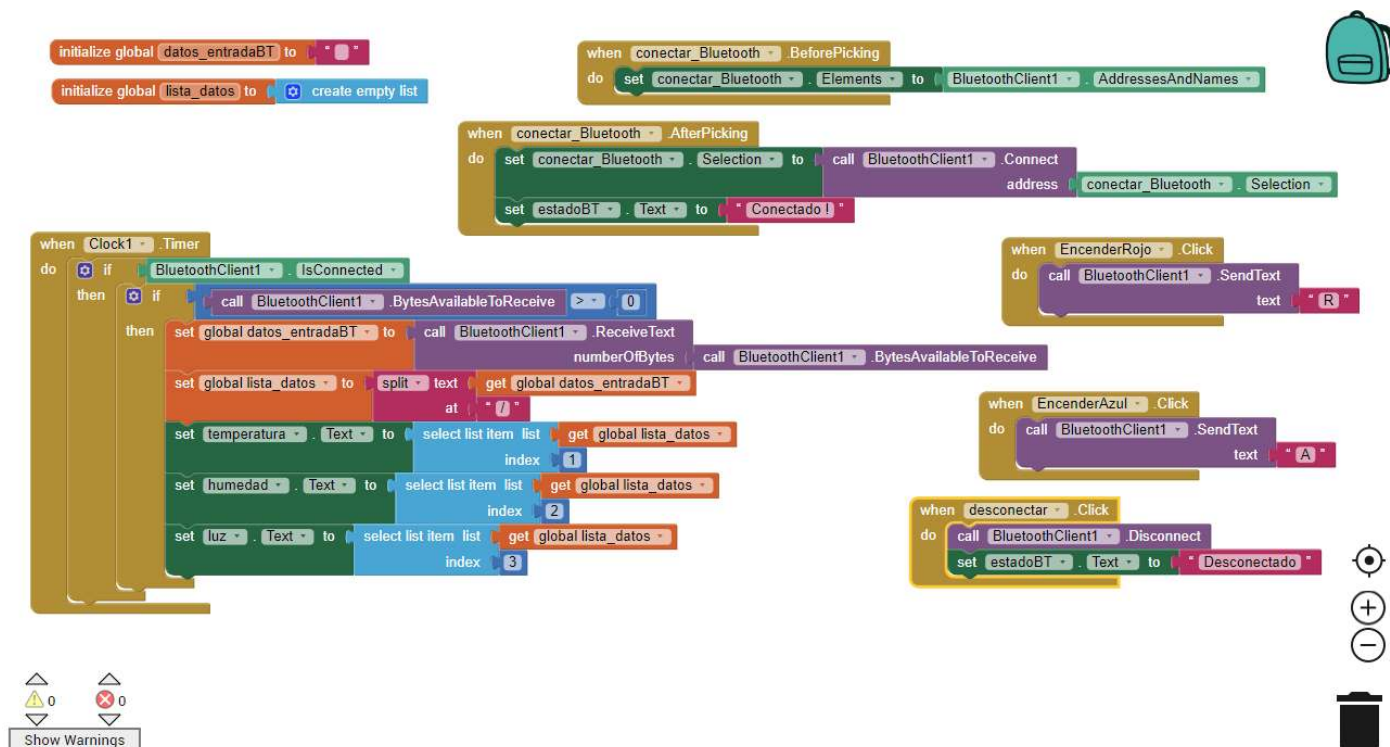 initialize global datos_entradaBT to " "
initialize global lista_datos to create empty list
when conectar_Bluetooth .BeforePicking
do set conectar_Bluetooth . Elements to BluetoothClient1 . AddressesAndNames
when conectar_Bluetooth .AfterPicking
do set conectar_Bluetooth . Selection to call BluetoothClient1 .Connect
address conectar_Bluetooth . Selection
set estadoBT . Text to " Conectado ! "
when Clock1 .Timer
do if BluetoothClient1 . IsConnected
then if call BluetoothClient1 .BytesAvailableToReceive > 0
then set global datos_entradaBT to call BluetoothClient1 .ReceiveText
numberOfBytes call BluetoothClient1 .BytesAvailableToReceive
set global lista_datos to split text get global datos_entradaBT
at " / "
set temperatura . Text to select list item list get global lista_datos
index 1
set humedad . Text to select list item list get global lista_datos
index 2
set luz . Text to select list item list get global lista_datos
index 3
when EncenderRojo .Click
do call BluetoothClient1 .SendText
text " R "
when EncenderAzul .Click
do call BluetoothClient1 .SendText
text " A "
when desconectar .Click
do call BluetoothClient1 .Disconnect
set estadoBT . Text to " Desconectado "
0 0
Show Warnings